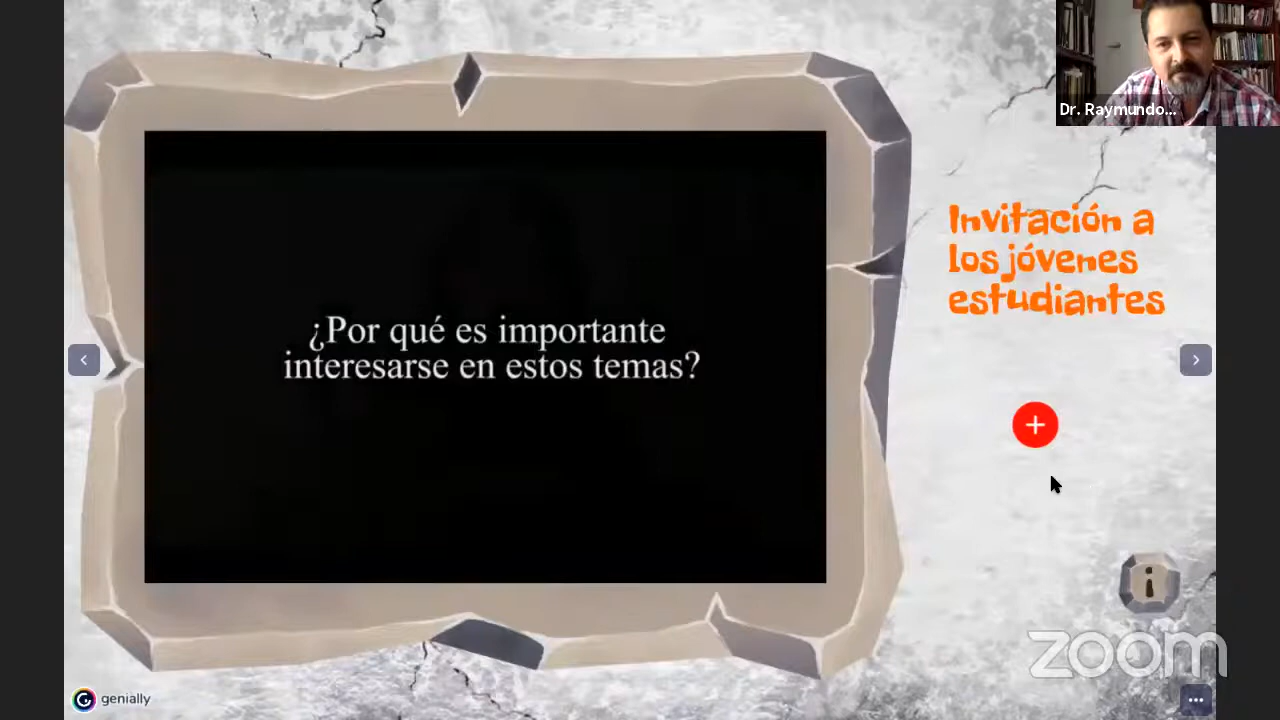 Dr. Raymundo...
Invitación a
los jóvenes
estudiantes
¿Por qué es importante
interesarse en estos temas?
i
zoom
genially